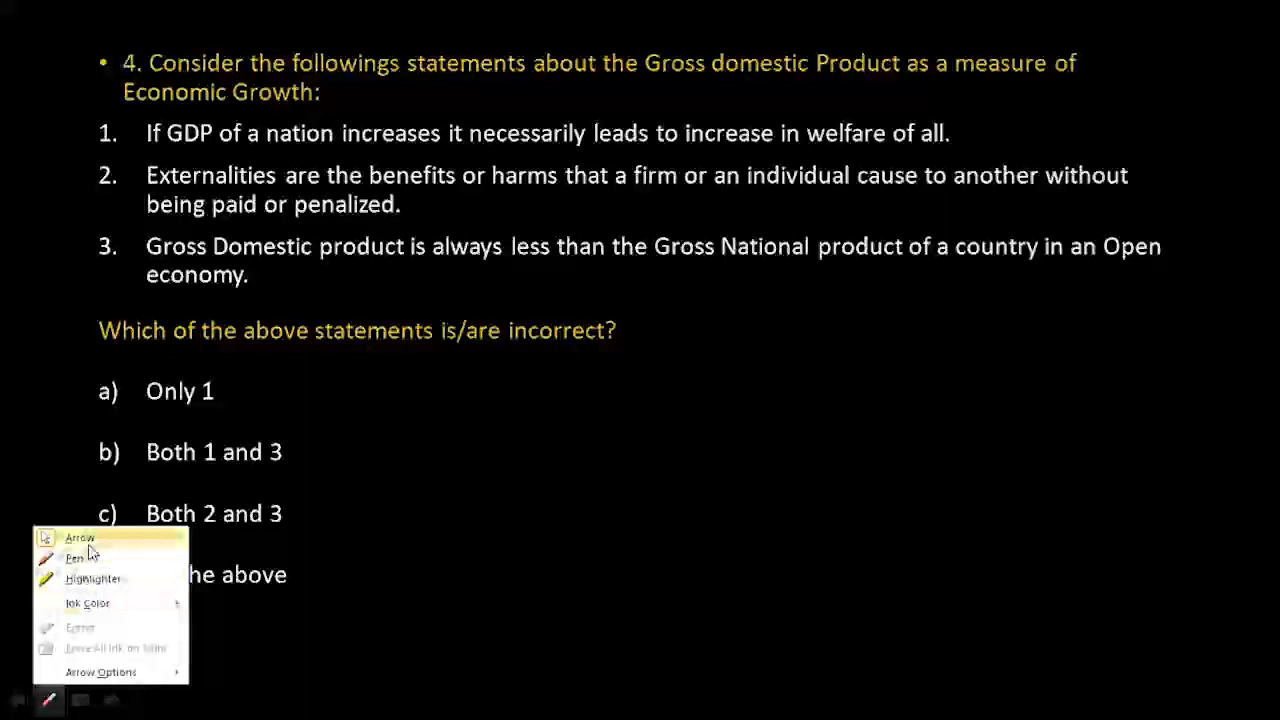 • 4. Consider the followings statements about the Gross domestic Product as a measure of
Economic Growth:
1. If GDP of a nation increases it necessarily leads to increase in welfare of all.
2. Externalities are the benefits or harms that a firm or an individual cause to another without
being paid or penalized.
3. Gross Domestic product is always less than the Gross National product of a country in an Open
economy.
Which of the above statements is/are incorrect?
a) Only 1
b) Both 1 and 3
c) Both 2 and 3
he above
Arrow
Pen
Highlighter
Ink Color
Arrow Options